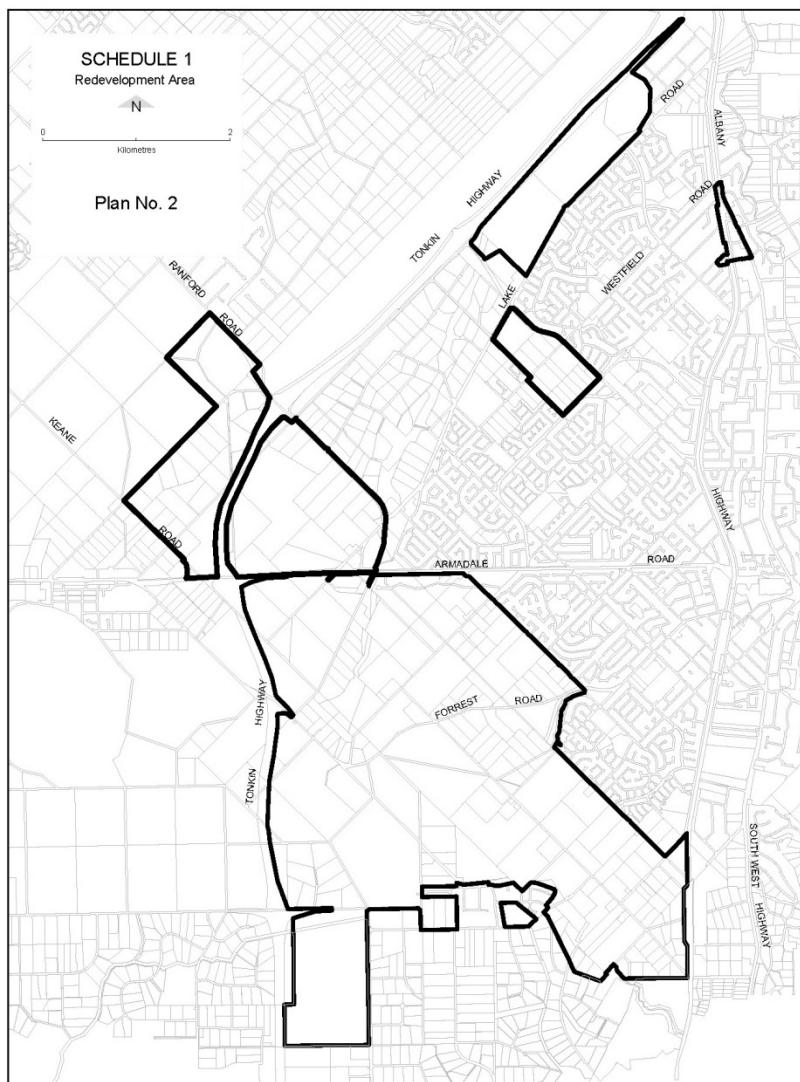 SCHEDULE 1
Redevelopment Area
N
0
2
Kilometres
Plan No. 2
ROAD
ALBANY
HIGHWAY
TONKIN
ROAD
WESTFIELD
RANFORD
ROAD
LAKE
KEANE
ROAD
HIGHWAY
ARMADALE
ROAD
HIGHWAY
FORREST
ROAD
TONKIN
SOUTH WEST
HIGHWAY